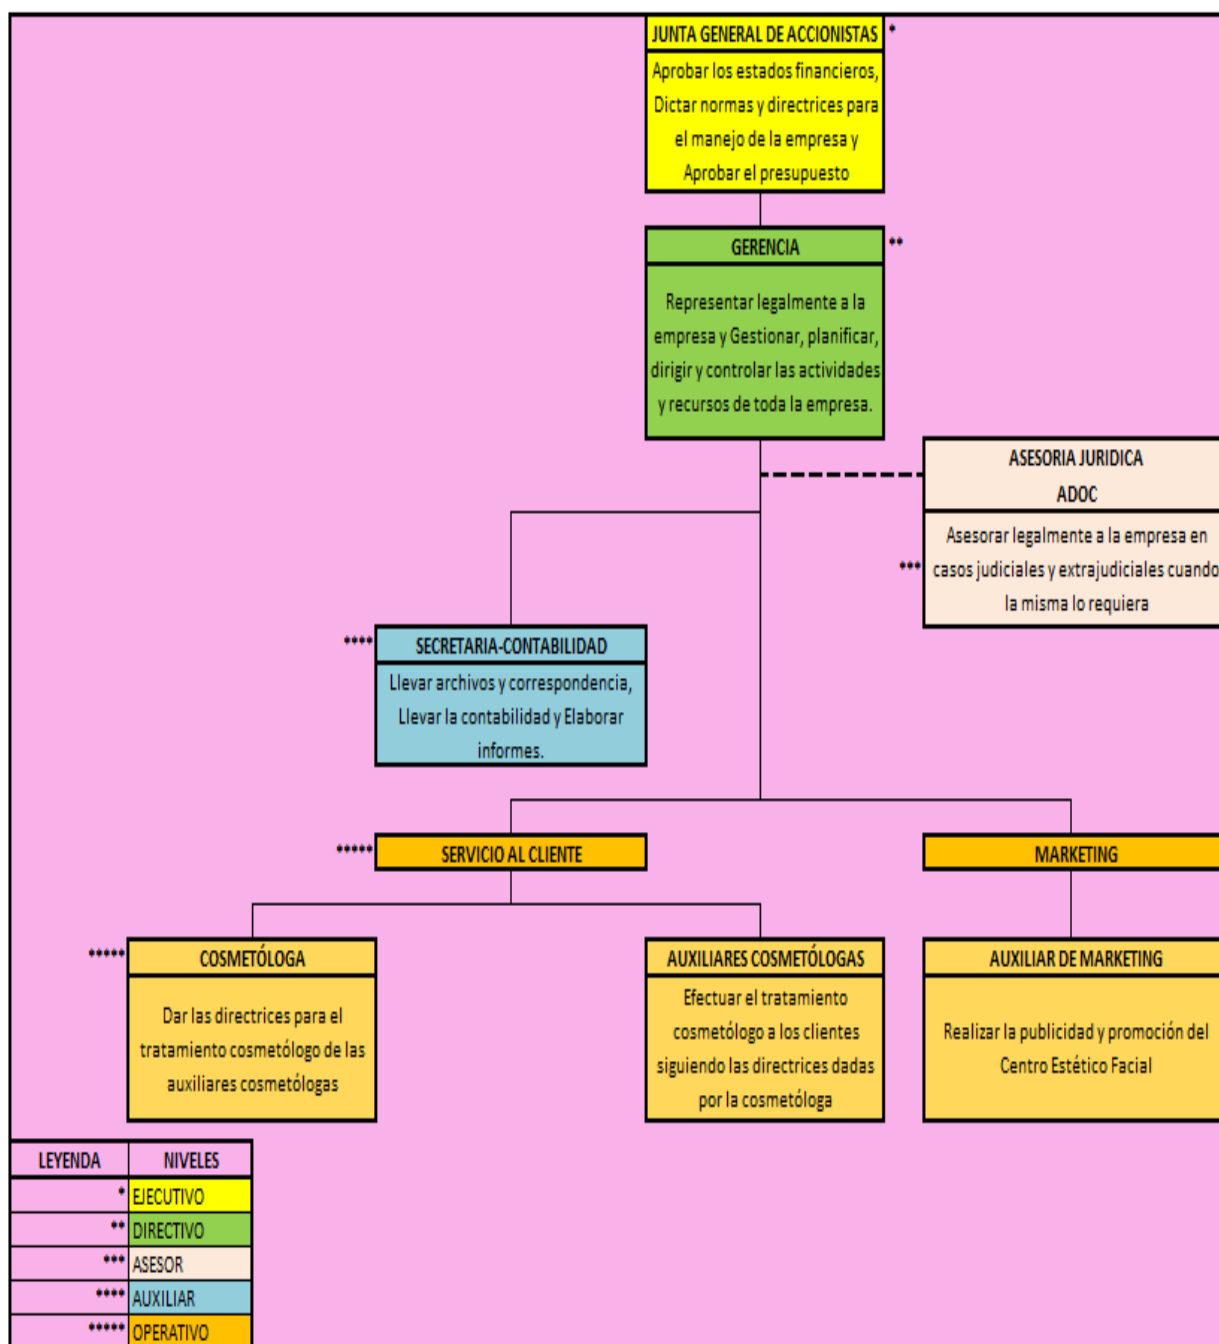 JUNTA GENERAL DE ACCIONISTAS *
Aprobar los estados financieros,
Dictar normas y directrices para
el manejo de la empresa y
Aprobar el presupuesto
GERENCIA **
Representar legalmente a la
empresa y Gestionar, planificar,
dirigir y controlar las actividades
y recursos de toda la empresa.
ASESORIA JURIDICA
ADOC
Asesorar legalmente a la empresa en
*** casos judiciales y extrajudiciales cuando
la misma lo requiera
**** SECRETARIA-CONTABILIDAD
Llevar archivos y correspondencia,
Llevar la contabilidad y Elaborar
informes.
***** SERVICIO AL CLIENTE
MARKETING
***** COSMETÓLOGA
Dar las directrices para el
tratamiento cosmetólogo de las
auxiliares cosmetólogas
AUXILIARES COSMETÓLOGAS
Efectuar el tratamiento
cosmetólogo a los clientes
siguiendo las directrices dadas
por la cosmetóloga
AUXILIAR DE MARKETING
Realizar la publicidad y promoción del
Centro Estético Facial
LEYENDA NIVELES
* EJECUTIVO
** DIRECTIVO
*** ASESOR
**** AUXILIAR
***** OPERATIVO